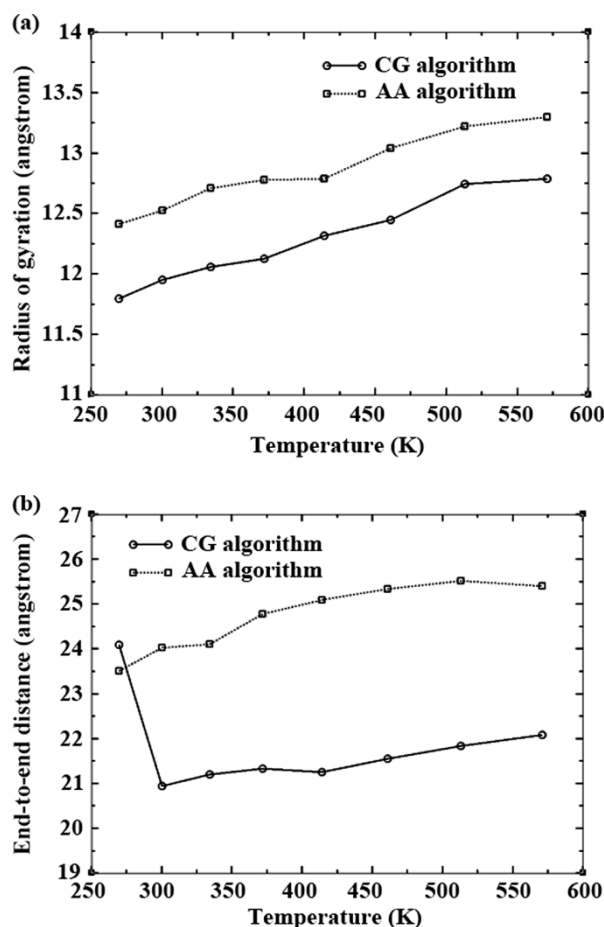 (a)
14
13.5
13
12.5
12
11.5
11
Radius of gyration (angstrom)
CG algorithm
AA algorithm
250 300 350 400 450 500 550 600
Temperature (K)
(b)
27
26
25
24
23
22
21
20
19
End-to-end distance (angstrom)
CG algorithm
AA algorithm
250 300 350 400 450 500 550 600
Temperature (K)